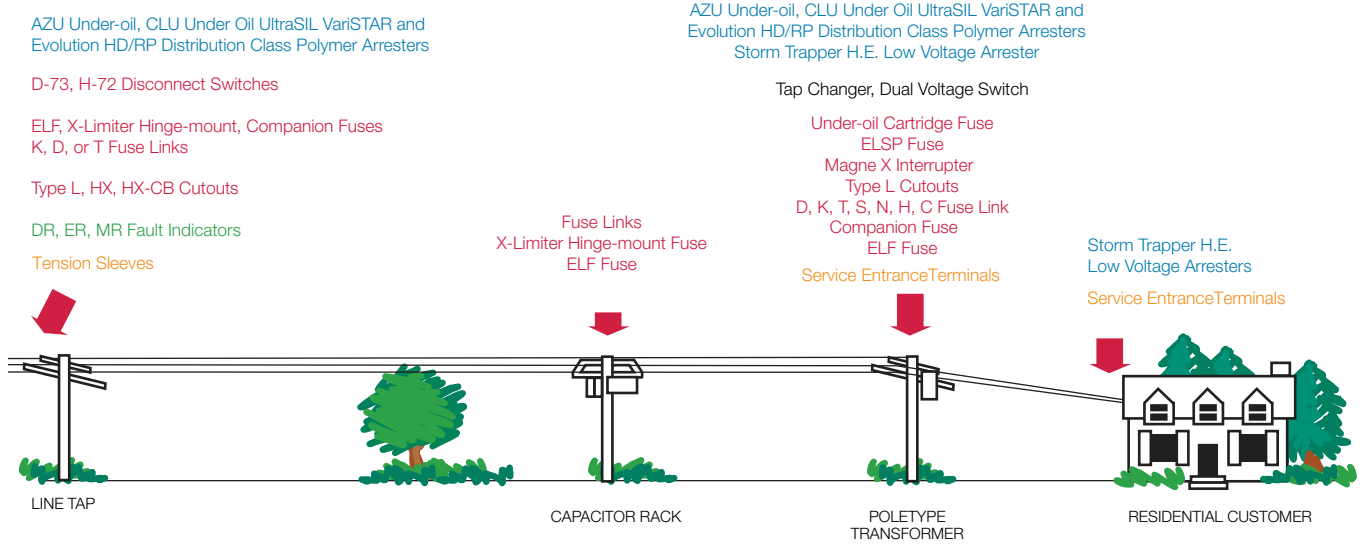 AZU Under-oil, CLU Under Oil UltraSIL VariSTAR and
Evolution HD/RP Distribution Class Polymer Arresters
D-73, H-72 Disconnect Switches
ELF, X-Limiter Hinge-mount, Companion Fuses
K, D, or T Fuse Links
Type L, HX, HX-CB Cutouts
DR, ER, MR Fault Indicators
Tension Sleeves
Fuse Links
X-Limiter Hinge-mount Fuse
ELF Fuse
AZU Under-oil, CLU Under Oil UltraSIL VariSTAR and
Evolution HD/RP Distribution Class Polymer Arresters
Storm Trapper H.E. Low Voltage Arrester
Tap Changer, Dual Voltage Switch
Under-oil Cartridge Fuse
ELSP Fuse
Magne X Interrupter
Type L Cutouts
D, K, T, S, N, H, C Fuse Link
Companion Fuse
ELF Fuse
Service EntranceTerminals
Storm Trapper H.E.
Low Voltage Arresters
Service EntranceTerminals
LINE TAP
CAPACITOR RACK
POLETYPE
TRANSFORMER
RESIDENTIAL CUSTOMER